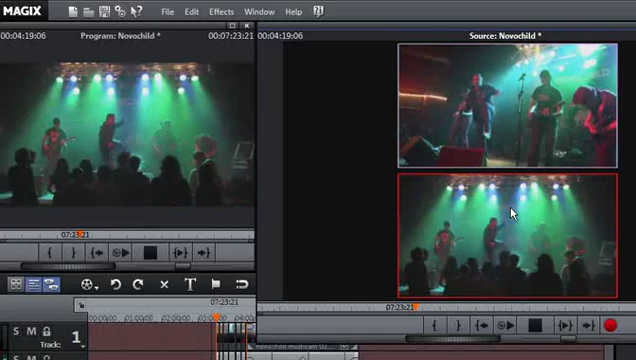 MAGIX File Edit Effects Window Help
Program: Novochild *
Source: Novochild *
00:04:19:06
00:07:23:21
00:04:19:06
07:23:21
07:23:21
07:23:21
S M
Track: 1
S M